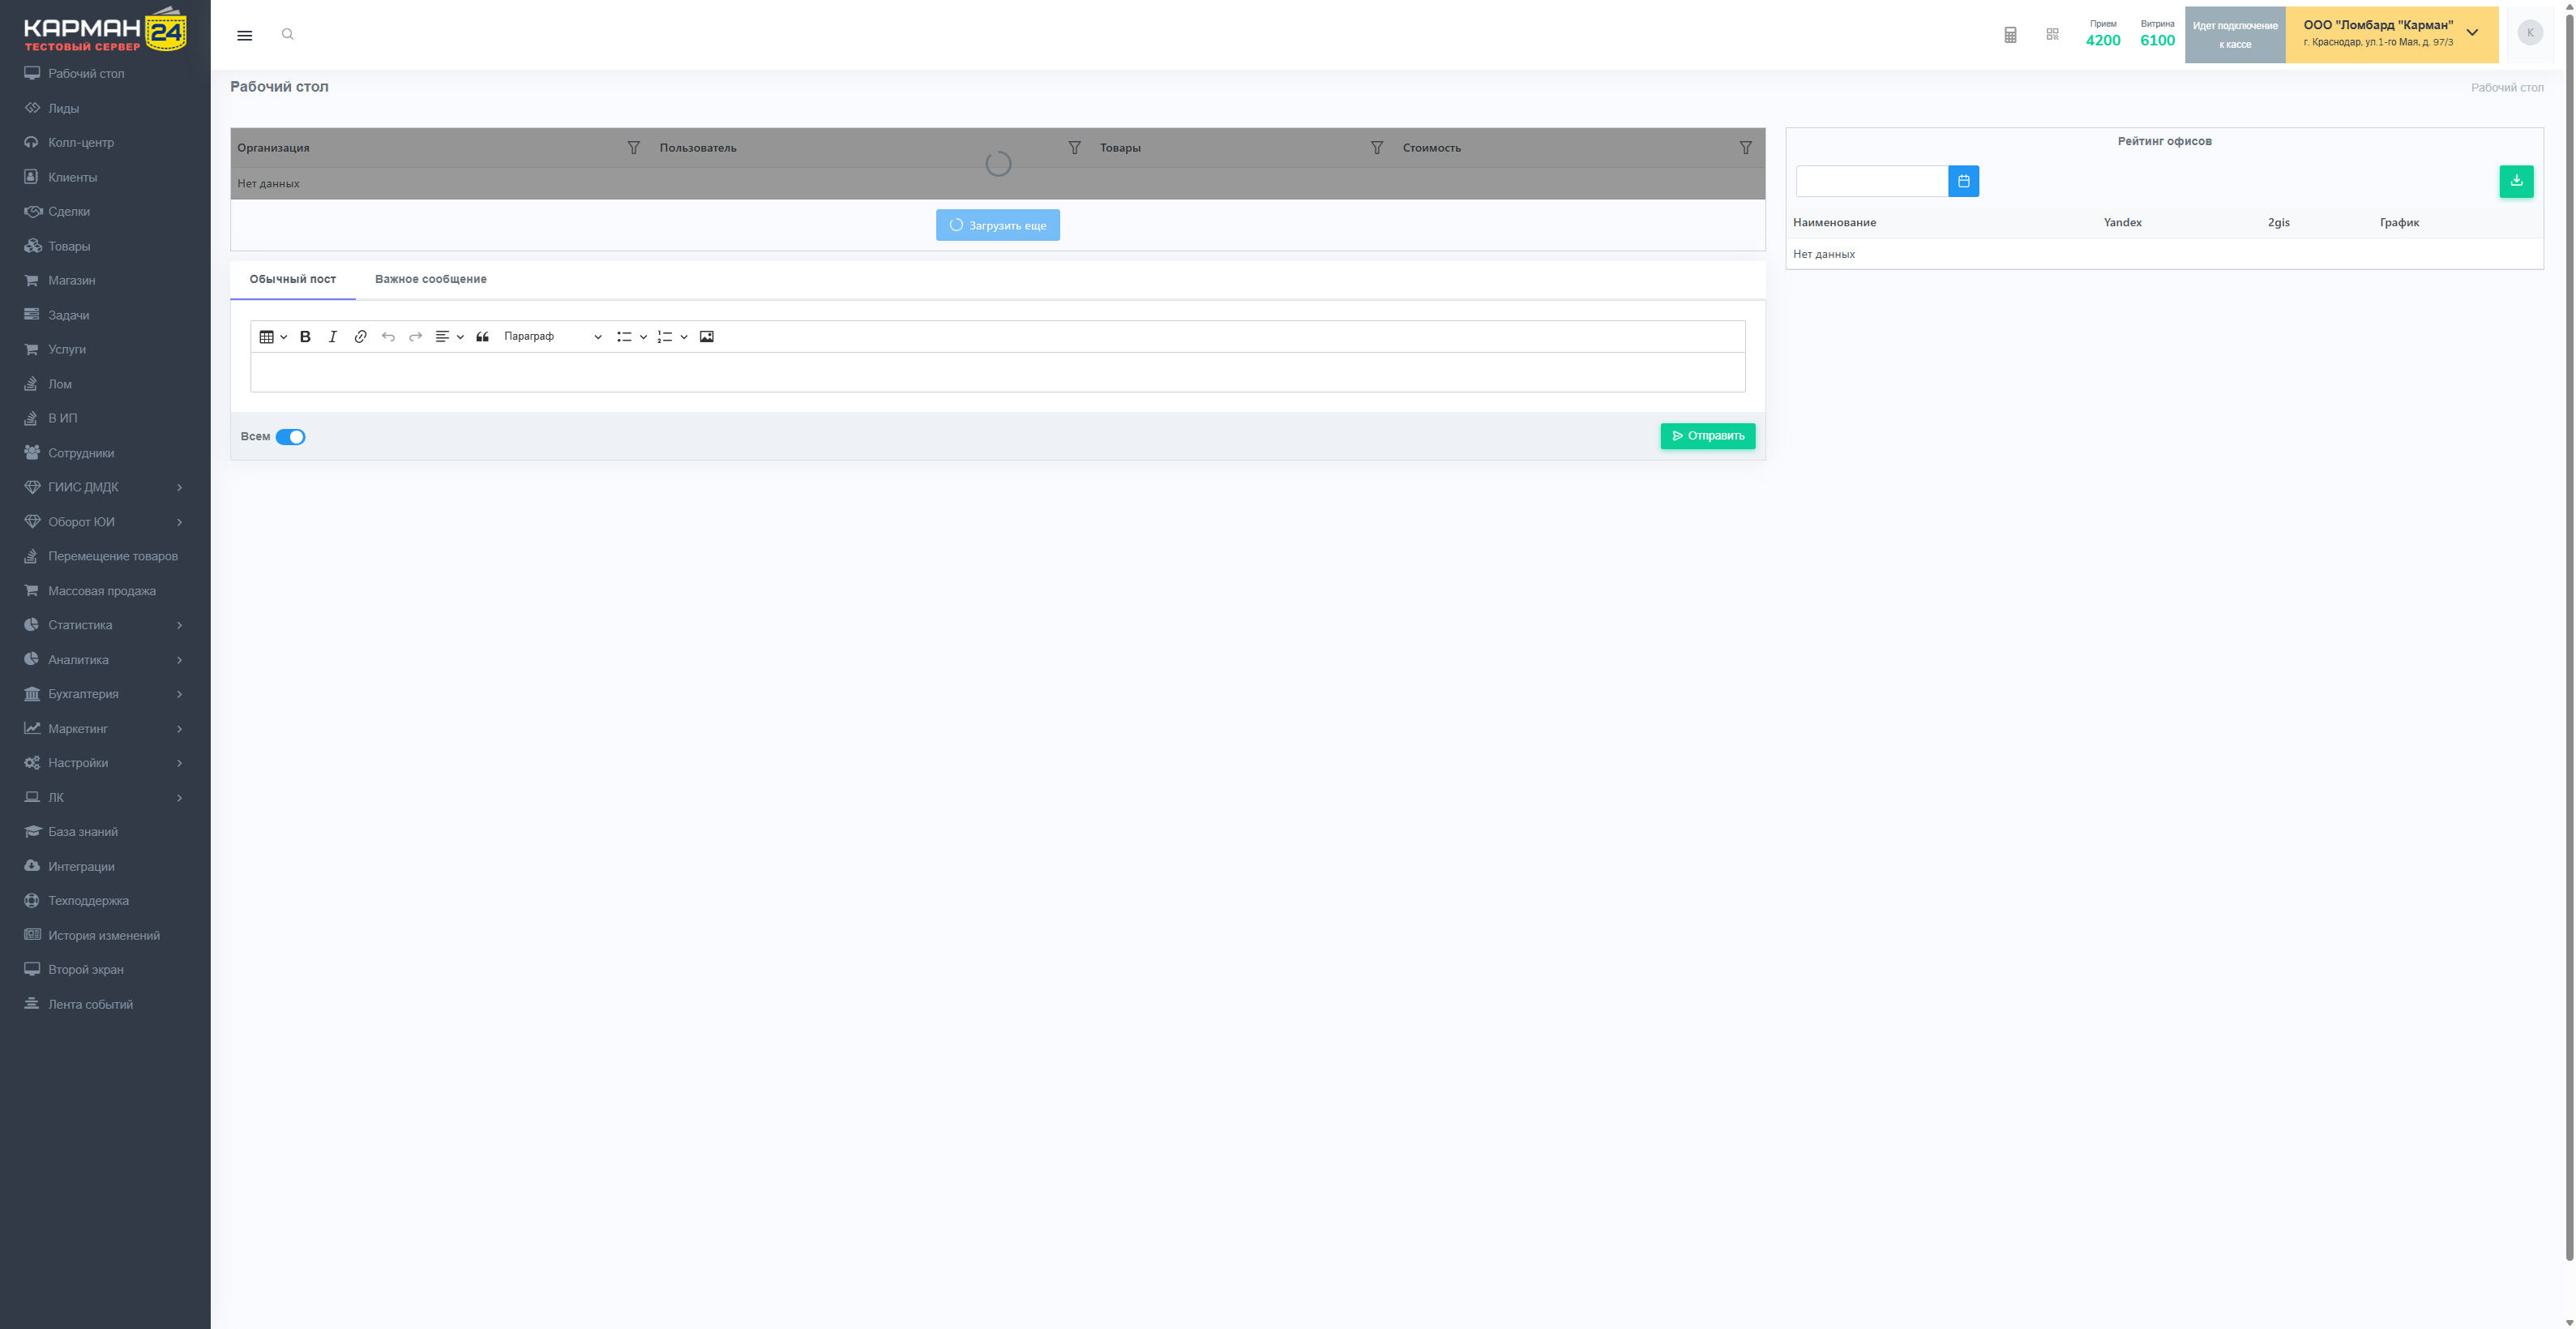 КАРМАН 24
ТЕСТОВЫЙ СЕРВЕР
Рабочий стол
Лиды
Колл-центр
Клиенты
Сделки
Товары
Магазин
Задачи
Услуги
Лом
В ИП
Сотрудники
ГИИС ДМДК
Оборот ЮИ
Перемещение товаров
Массовая продажа
Статистика
Аналитика
Бухгалтерия
Маркетинг
Настройки
ЛК
База знаний
Интеграции
Техподдержка
История изменений
Второй экран
Лента событий
Прием
4200
Витрина
6100
Идет подключение
к кассе
ООО "Ломбард "Карман"
г. Краснодар, ул.1-го Мая, д. 97/3
K
Рабочий стол
Рабочий стол
Организация Пользователь Товары Стоимость
Нет данных
Загрузить еще
Обычный пост Важное сообщение
Параграф
Всем
Отправить
Рейтинг офисов
Наименование Yandex 2gis График
Нет данных